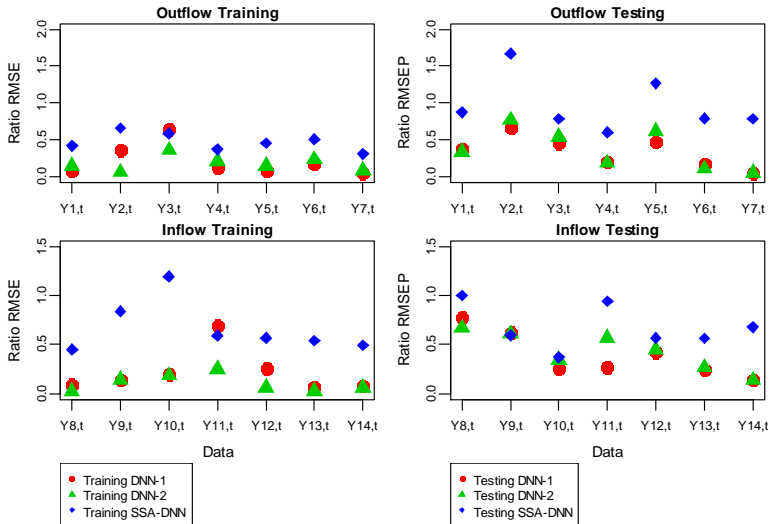 Outflow Training
Ratio RMSE
2.0
1.5
1.0
0.5
0.0
Y1,t Y2,t Y3,t Y4,t Y5,t Y6,t Y7,t
Outflow Testing
Ratio RMSEP
2.0
1.5
1.0
0.5
0.0
Y1,t Y2,t Y3,t Y4,t Y5,t Y6,t Y7,t
Inflow Training
Ratio RMSE
1.5
1.0
0.5
0.0
Y8,t Y9,t Y10,t Y11,t Y12,t Y13,t Y14,t
Data
Inflow Testing
Ratio RMSEP
1.5
1.0
0.5
0.0
Y8,t Y9,t Y10,t Y11,t Y12,t Y13,t Y14,t
Data
Training DNN-1
Training DNN-2
Training SSA-DNN
Testing DNN-1
Testing DNN-2
Testing SSA-DNN